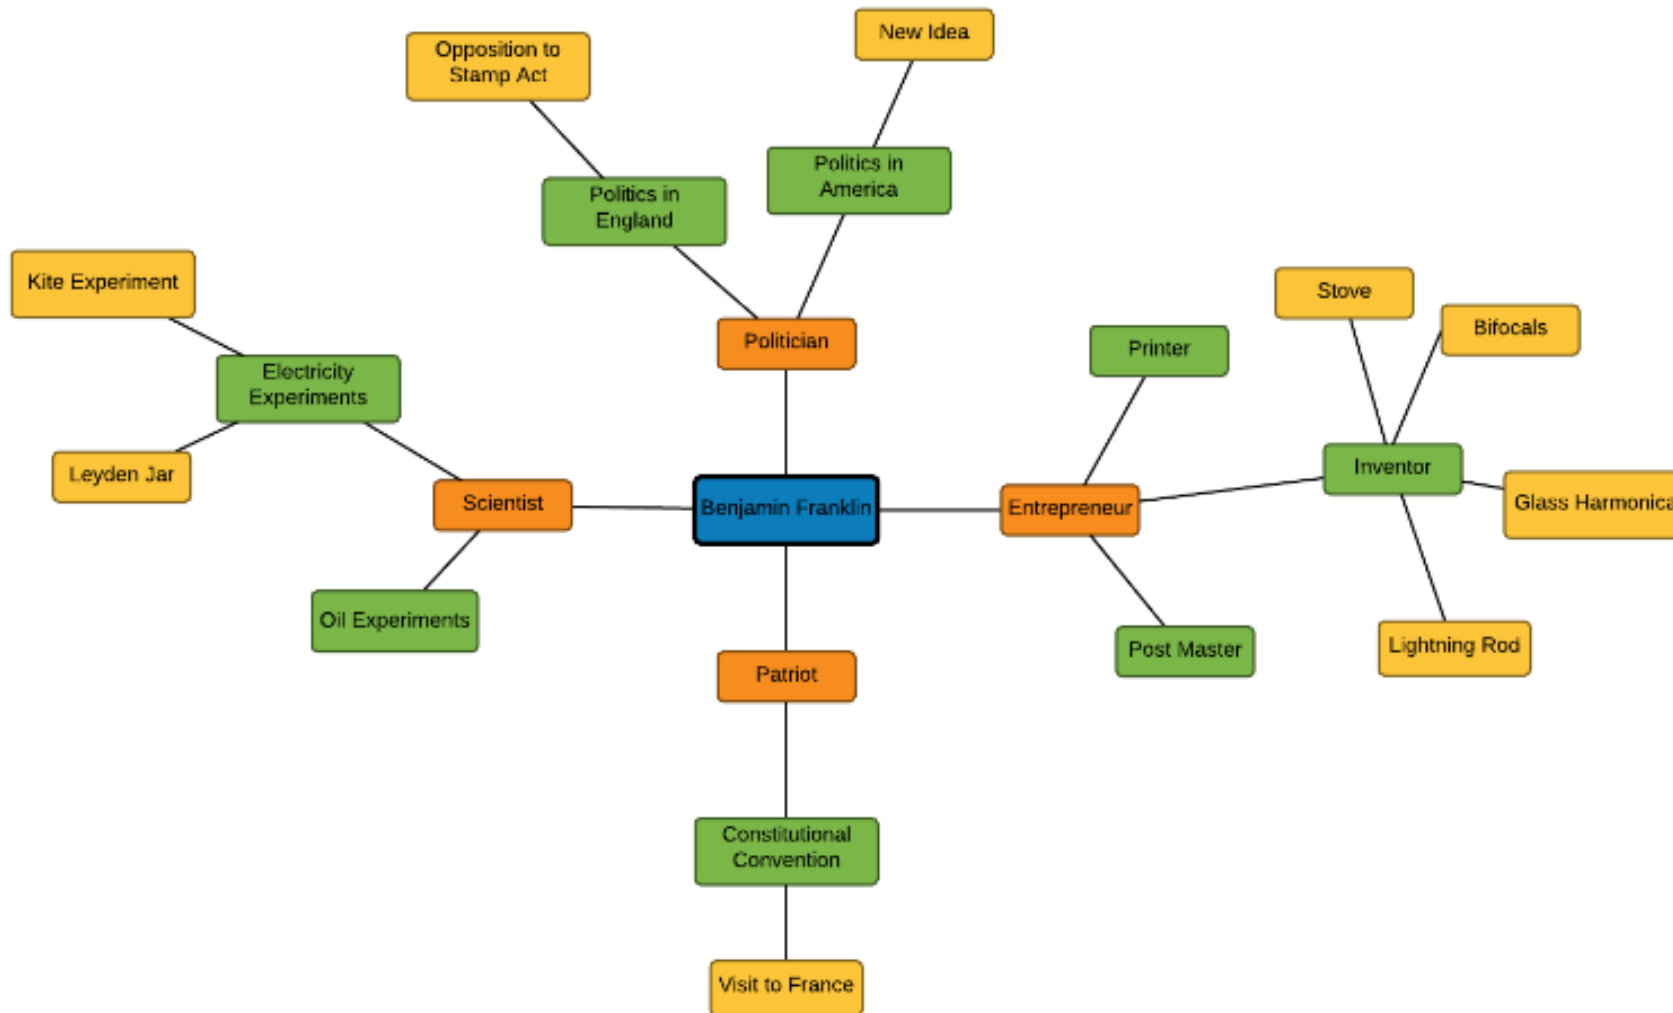 New Idea
Opposition to
Stamp Act
Politics in
America
Politics in
England
Kite Experiment
Stove
Bifocals
Politician
Printer
Electricity
Experiments
Inventor
Leyden Jar
Scientist
Benjamin Franklin
Entrepreneur
Glass Harmonica
Oil Experiments
Post Master
Lightning Rod
Patriot
Constitutional
Convention
Visit to France